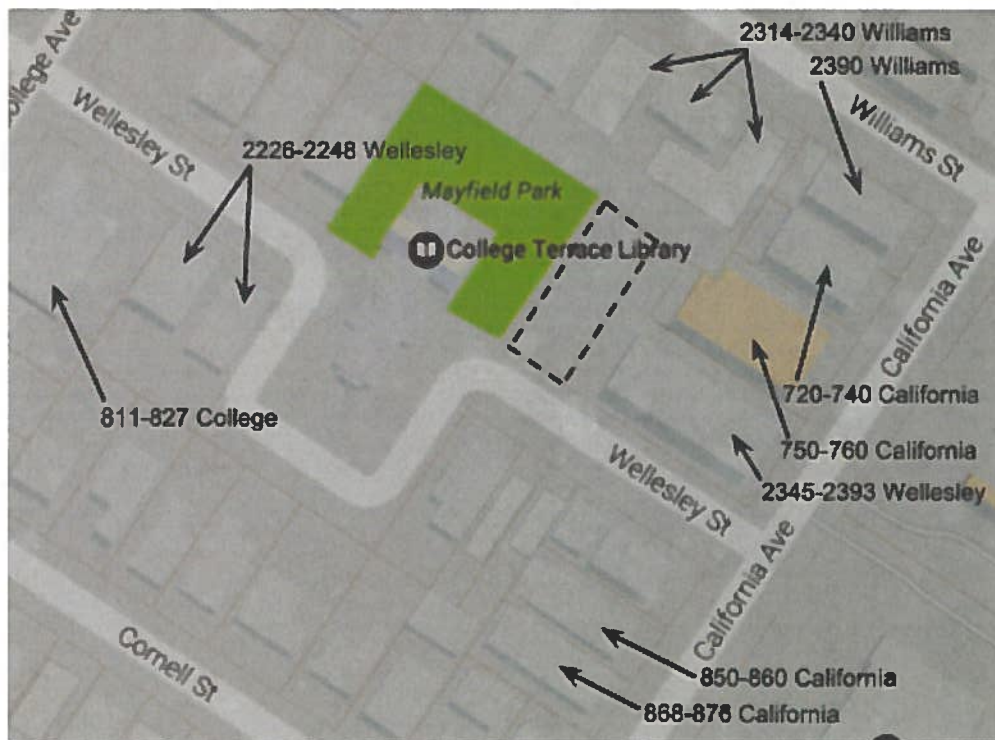 2314-2340 Williams
2390 Williams
College Ave
Wellesley St
Williams St
2226-2248 Wellesley
Mayfield Park
College Terrace Library
California Ave
811-827 College
720-740 California
750-760 California
Wellesley St
2345-2393 Wellesley
California Ave
Cornell St
850-860 California
868-876 California